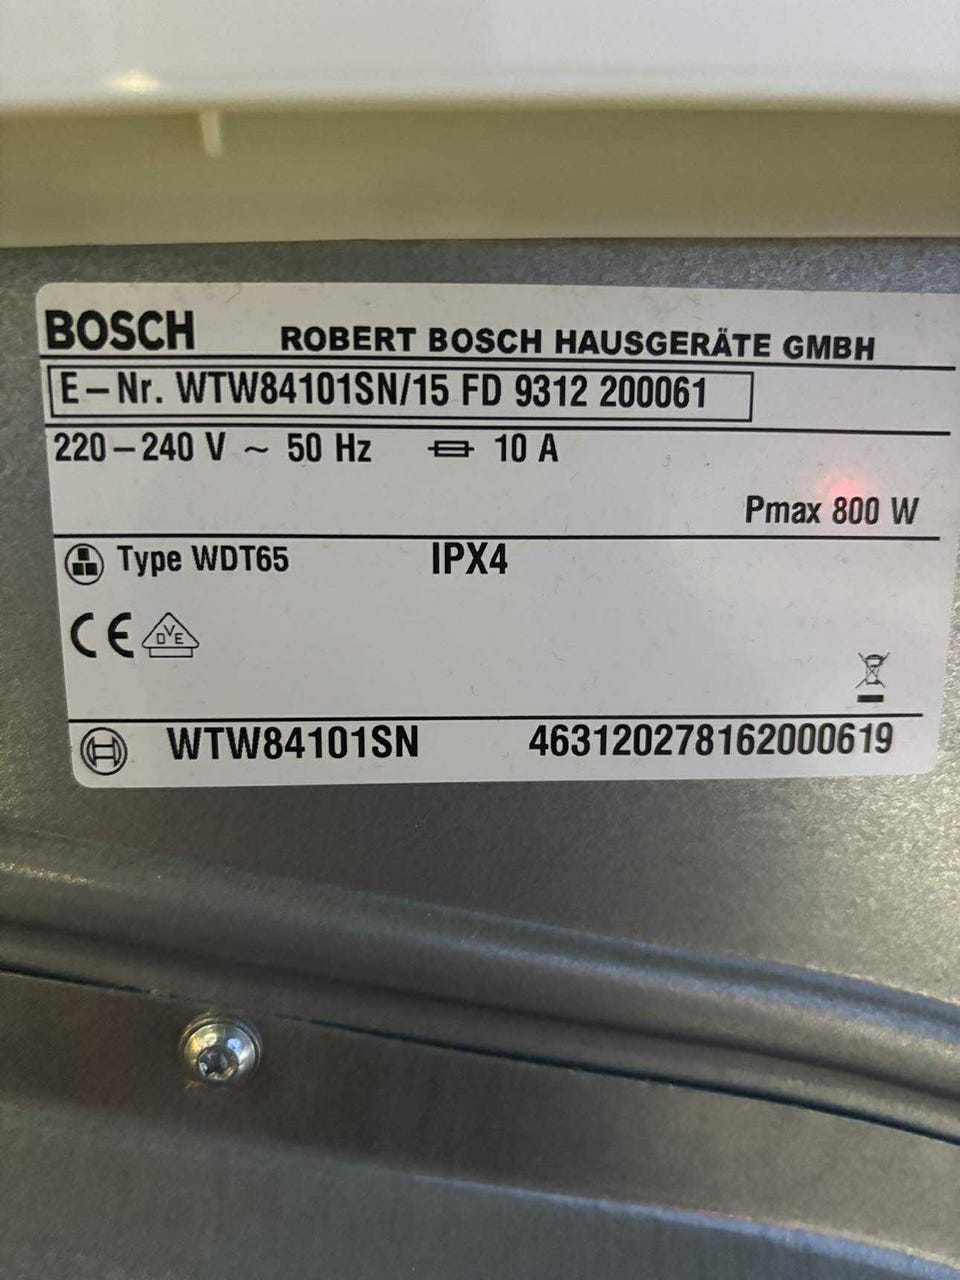 BOSCH ROBERT BOSCH HAUSGERÄTE GMBH
E-Nr. WTW84101SN/15 FD 9312 200061
220-240 V ~ 50 Hz 10 A
Pmax 800 W
Type WDT65 IPX4
CE DVE
WTW84101SN 463120278162000619